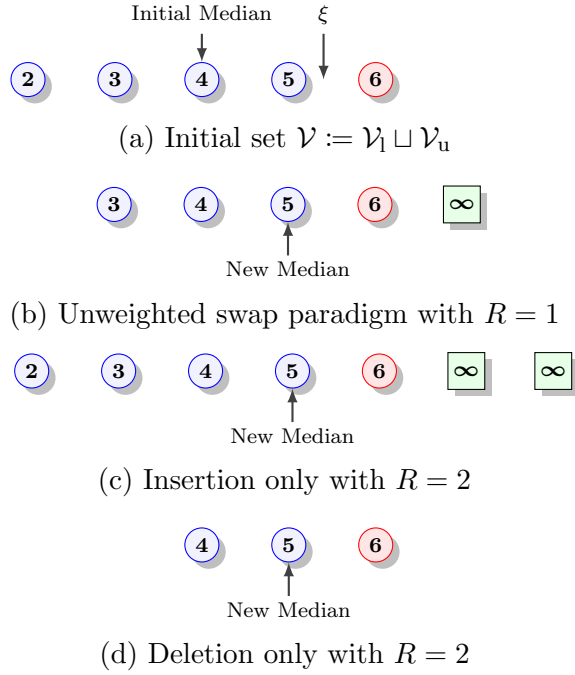 Initial Median ξ
2 3 4 5 6
(a) Initial set 𝒱 := 𝒱l ⊔ 𝒱u
3 4 5 6 ∞
New Median
(b) Unweighted swap paradigm with R = 1
2 3 4 5 6 ∞ ∞
New Median
(c) Insertion only with R = 2
4 5 6
New Median
(d) Deletion only with R = 2